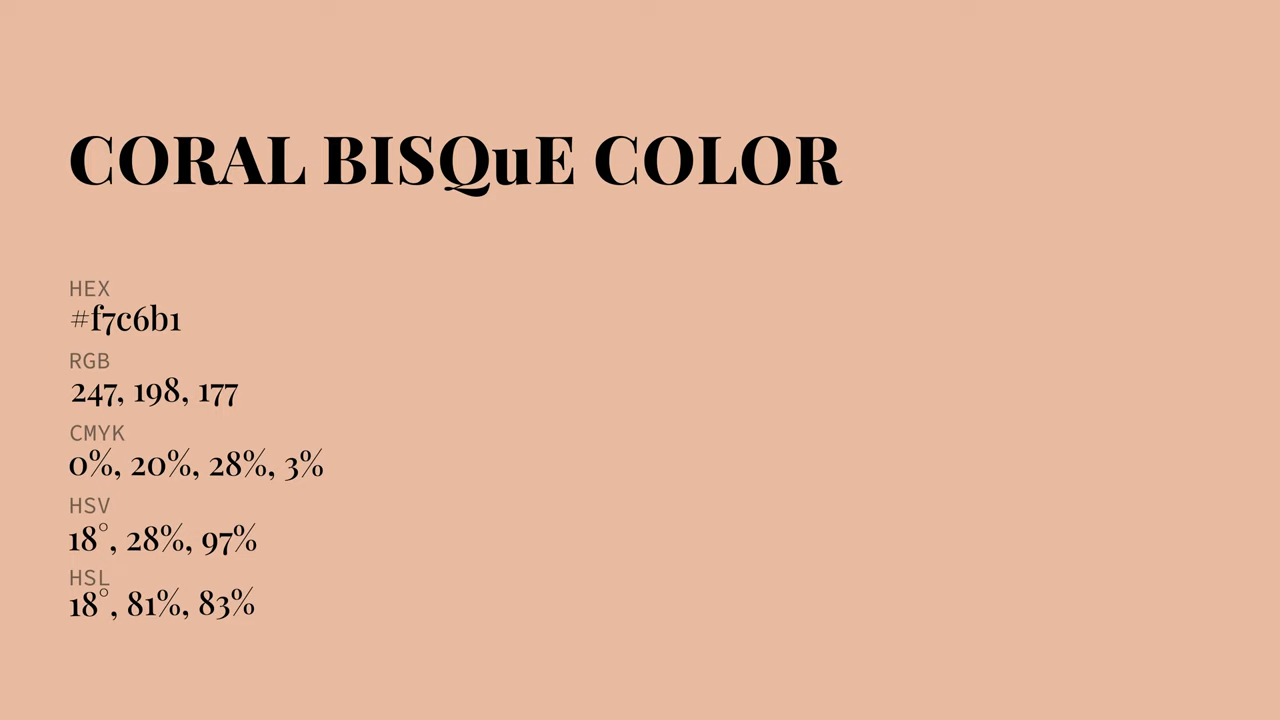 CORAL BISQuE COLOR
HEX
#f7c6b1
RGB
247, 198, 177
CMYK
0%, 20%, 28%, 3%
HSV
18°, 28%, 97%
HSL
18°, 81%, 83%